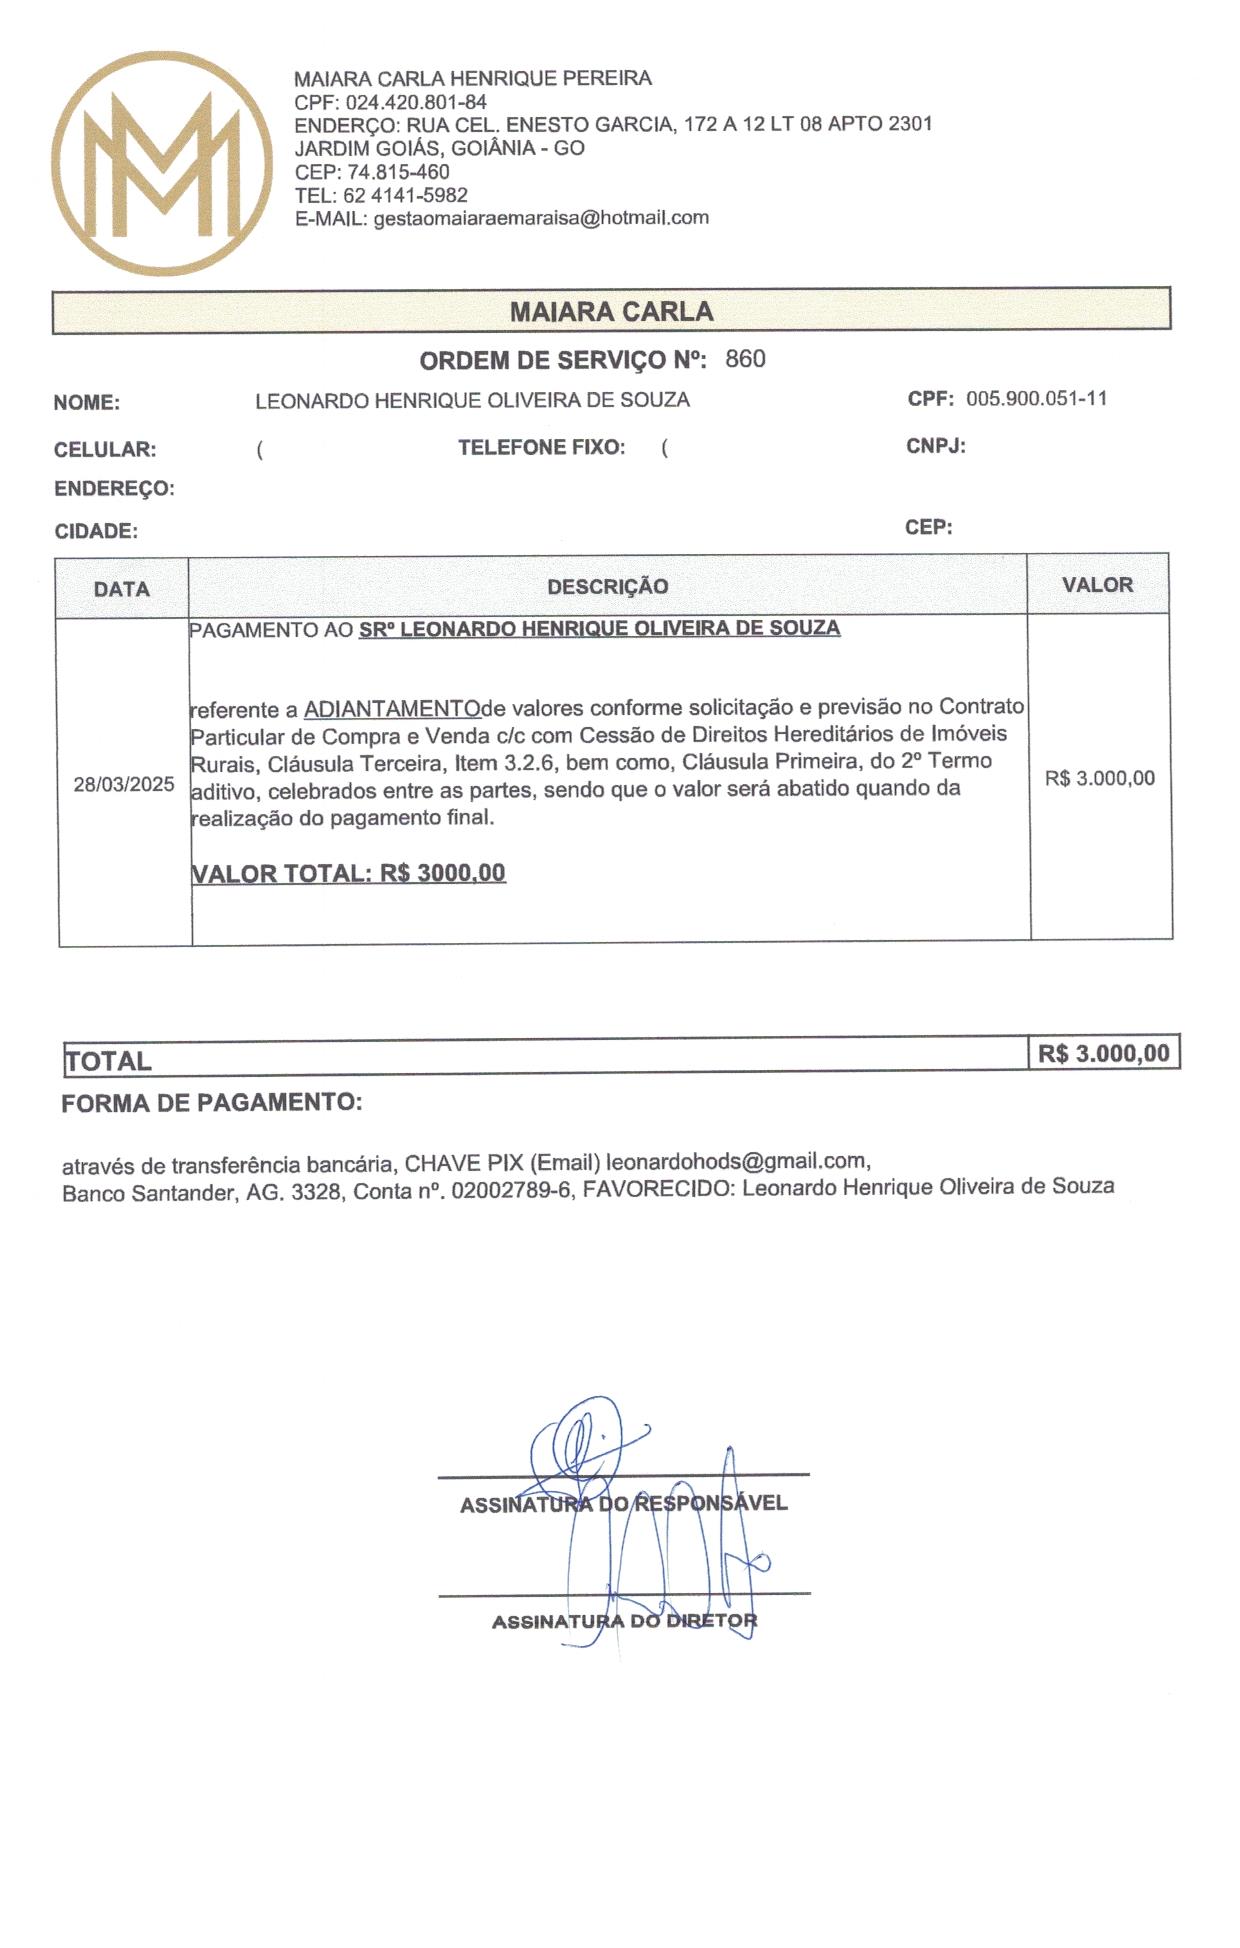 MAIARA CARLA HENRIQUE PEREIRA
CPF: 024.420.801-84
ENDERÇO: RUA CEL. ENESTO GARCIA, 172 A 12 LT 08 APTO 2301
JARDIM GOIÁS, GOIÂNIA - GO
CEP: 74.815-460
TEL: 62 4141-5982
E-MAIL: gestaomaiaraemaraisa@hotmail.com
MAIARA CARLA
ORDEM DE SERVIÇO Nº: 860
NOME: LEONARDO HENRIQUE OLIVEIRA DE SOUZA CPF: 005.900.051-11
CELULAR: ( TELEFONE FIXO: ( CNPJ:
ENDEREÇO:
CIDADE: CEP:
DATA DESCRIÇÃO VALOR
PAGAMENTO AO SRº LEONARDO HENRIQUE OLIVEIRA DE SOUZA
referente a ADIANTAMENTOde valores conforme solicitação e previsão no Contrato
Particular de Compra e Venda c/c com Cessão de Direitos Hereditários de Imóveis
Rurais, Cláusula Terceira, Item 3.2.6, bem como, Cláusula Primeira, do 2º Termo
28/03/2025 aditivo, celebrados entre as partes, sendo que o valor será abatido quando da R$ 3.000,00
realização do pagamento final.
VALOR TOTAL: R$ 3000,00
TOTAL R$ 3.000,00
FORMA DE PAGAMENTO:
através de transferência bancária, CHAVE PIX (Email) leonardohods@gmail.com,
Banco Santander, AG. 3328, Conta nº. 02002789-6, FAVORECIDO: Leonardo Henrique Oliveira de Souza
ASSINATURA DO RESPONSÁVEL
ASSINATURA DO DIRETOR